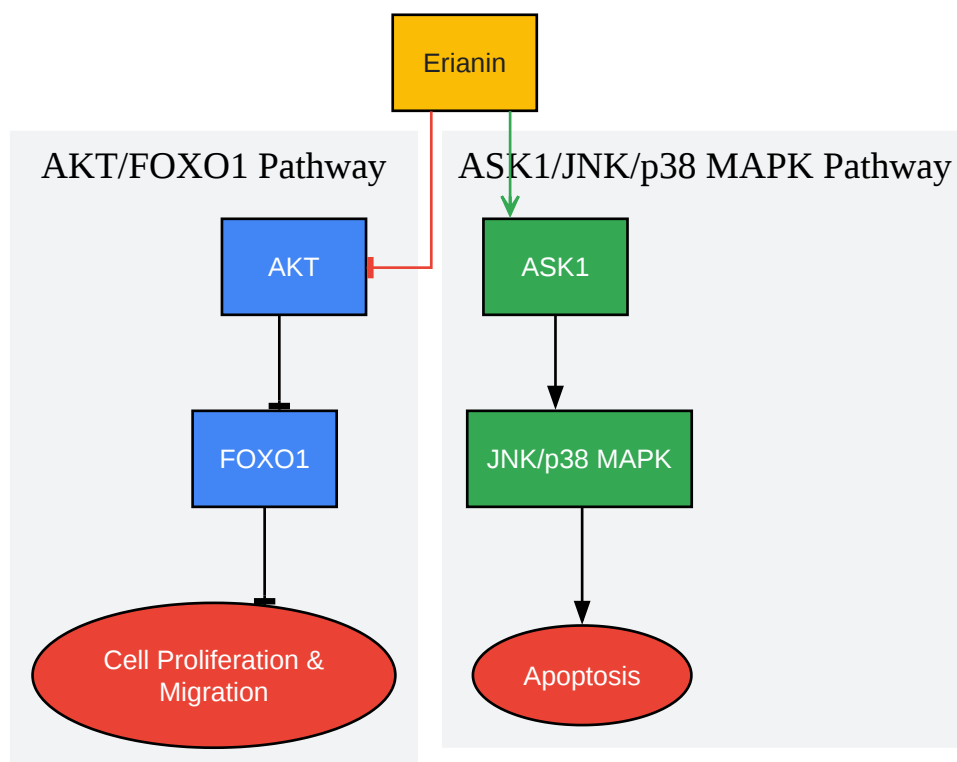 Erianin
AKT/FOXO1 Pathway
ASK1/JNK/p38 MAPK Pathway
AKT
ASK1
FOXO1
JNK/p38 MAPK
Cell Proliferation &
Migration
Apoptosis